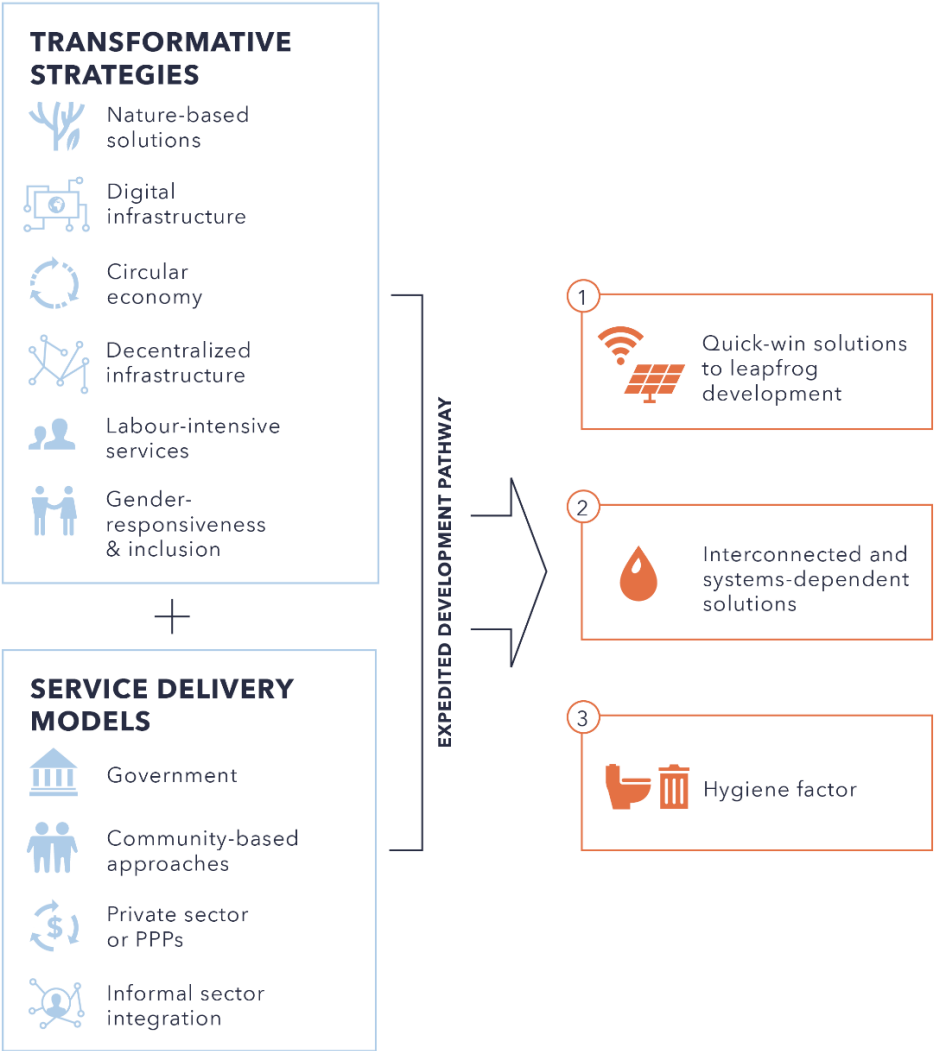 TRANSFORMATIVE
STRATEGIES
Nature-based
solutions
Digital
infrastructure
Circular
economy
Decentralized
infrastructure
Labour-intensive
services
Gender-
responsiveness
& inclusion
+
SERVICE DELIVERY
MODELS
Government
Community-based
approaches
$
Private sector
or PPPs
Informal sector
integration
EXPEDITED DEVELOPMENT PATHWAY
1
Quick-win solutions
to leapfrog
development
2
Interconnected and
systems-dependent
solutions
3
Hygiene factor